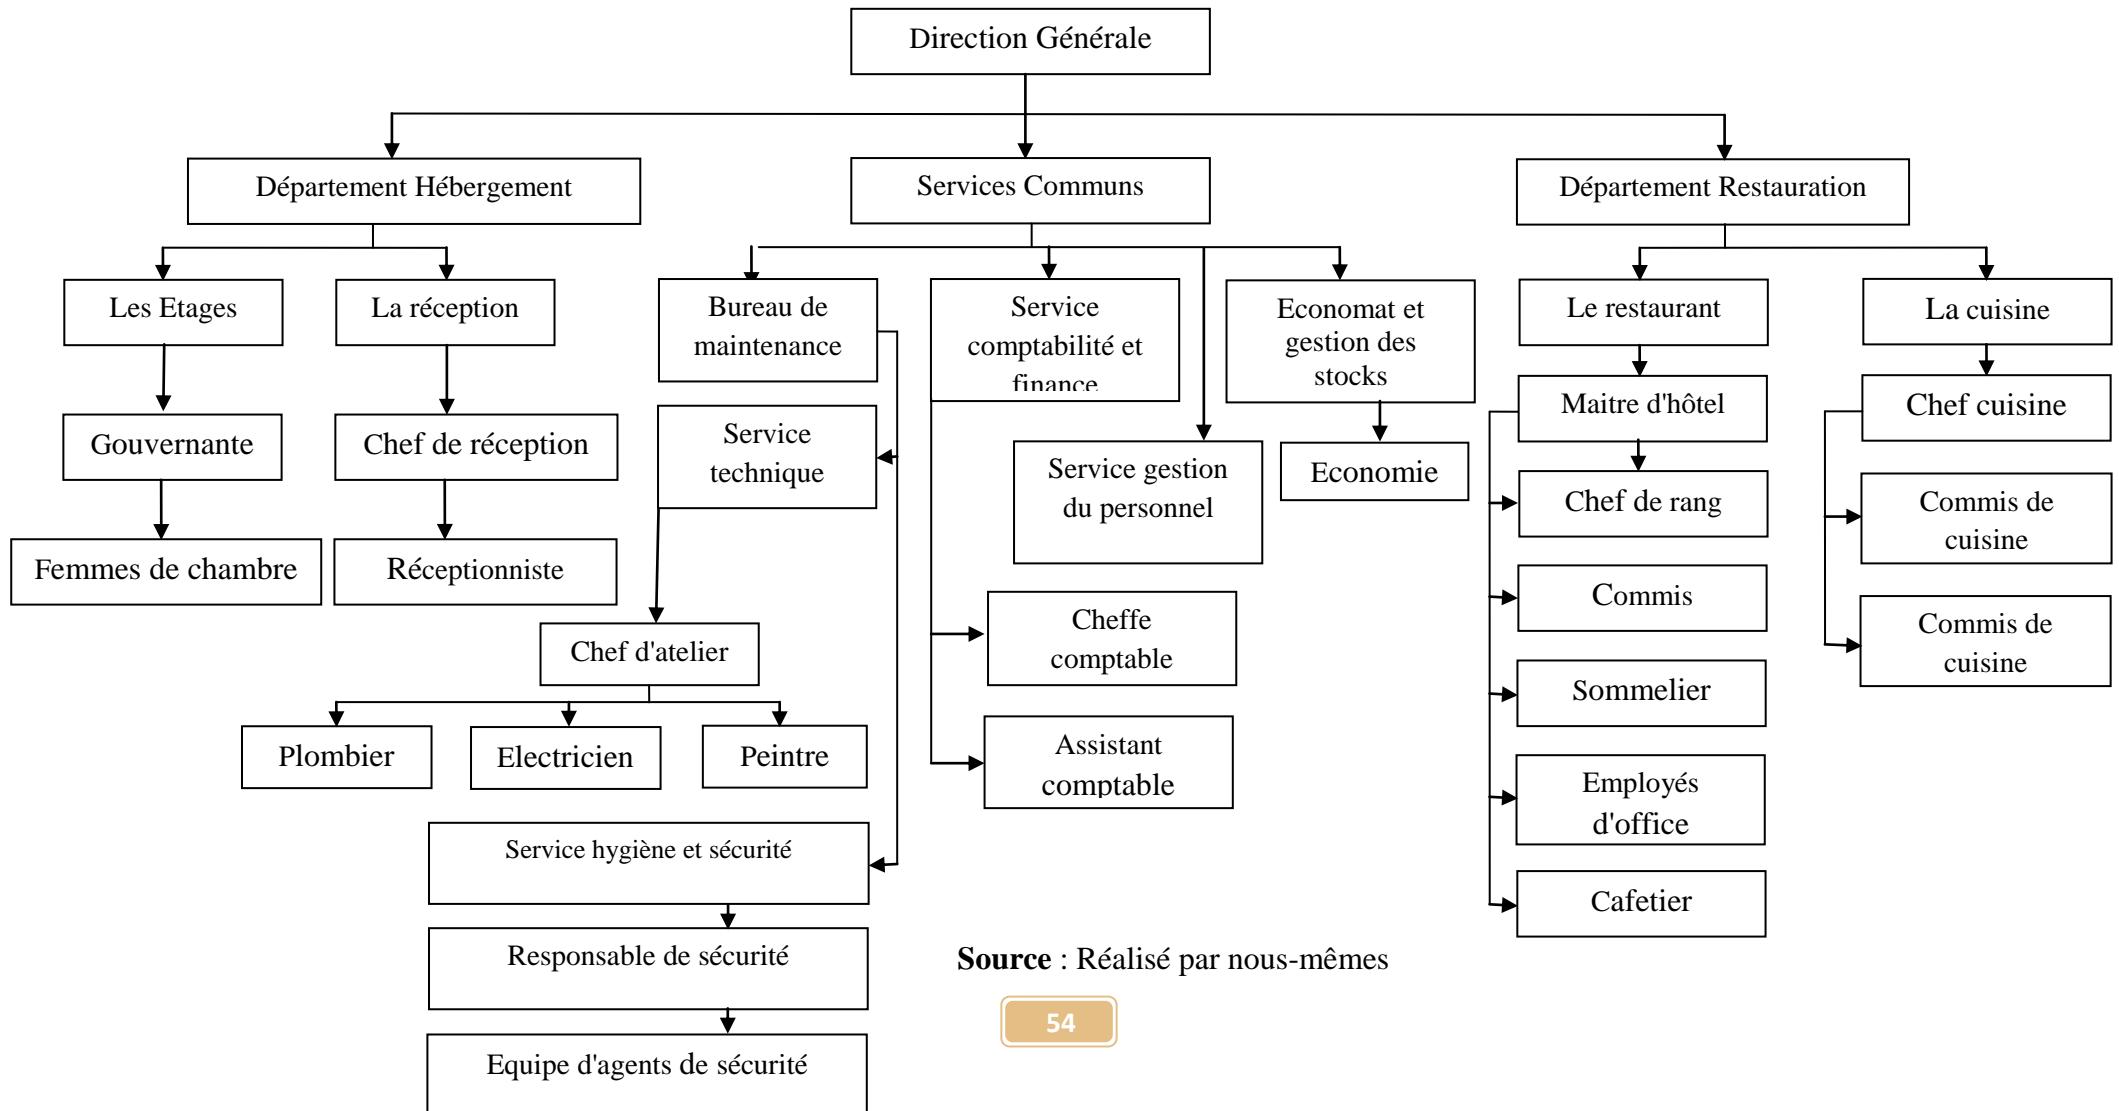 Direction Générale
Département Hébergement
Services Communs
Département Restauration
Les Etages
La réception
Bureau de
maintenance
Service
comptabilité et
finance
Economat et
gestion des
stocks
Le restaurant
La cuisine
Gouvernante
Chef de réception
Service
technique
Service gestion
du personnel
Economie
Maitre d'hôtel
Chef cuisine
Femmes de chambre
Réceptionniste
Chef de rang
Commis de
cuisine
Chef d'atelier
Cheffe
comptable
Commis
Commis de
cuisine
Plombier
Electricien
Peintre
Assistant
comptable
Sommelier
Employés
d'office
Service hygiène et sécurité
Cafetier
Responsable de sécurité
Equipe d'agents de sécurité
Source : Réalisé par nous-mêmes
54